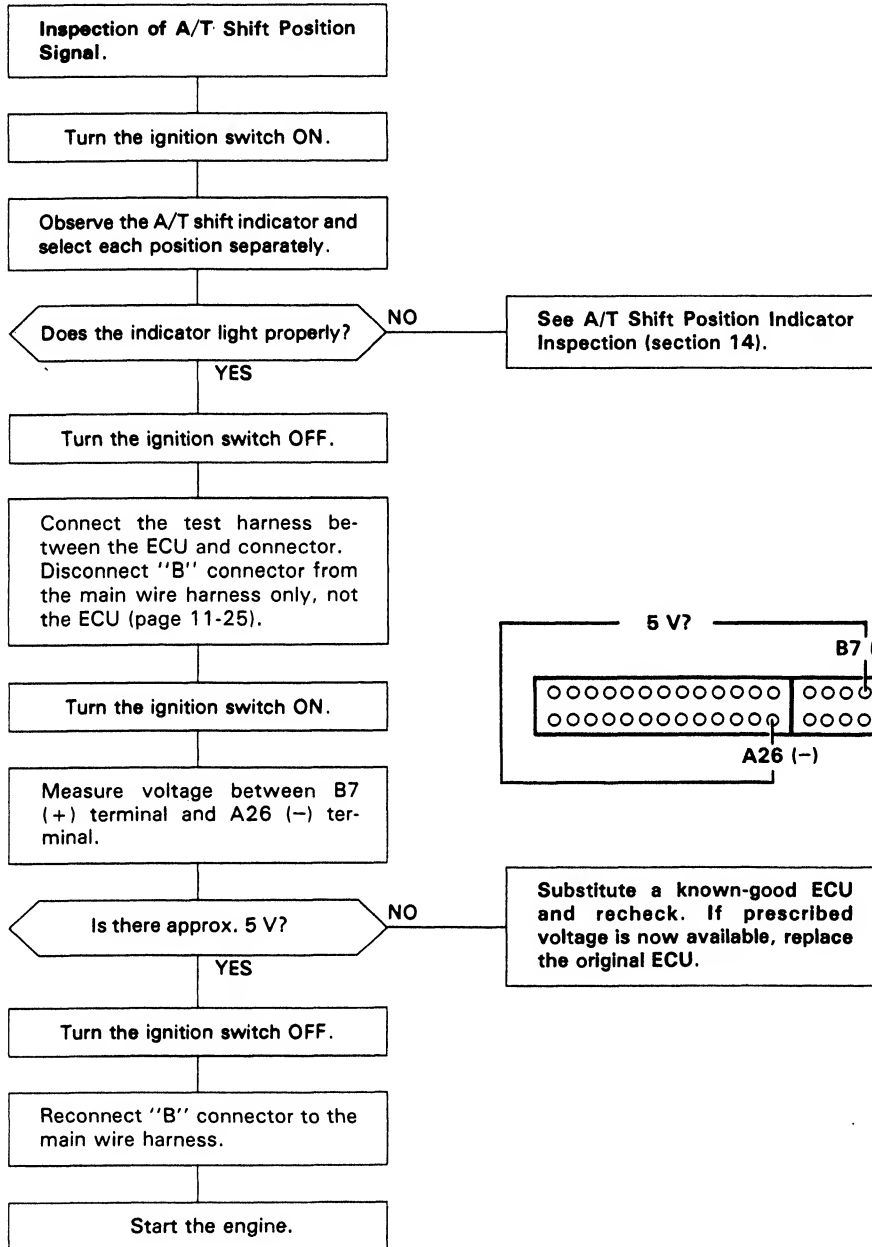 Inspection of A/T Shift Position
Signal.
Turn the ignition switch ON.
Observe the A/T shift indicator and
select each position separately.
Does the indicator light properly?
NO
See A/T Shift Position Indicator
Inspection (section 14).
YES
Turn the ignition switch OFF.
Connect the test harness be-
tween the ECU and connector.
Disconnect "B" connector from
the main wire harness only, not
the ECU (page 11-25).
5 V?
B7 (
Turn the ignition switch ON.
A26 (−)
Measure voltage between B7
(+) terminal and A26 (−) ter-
minal.
Is there approx. 5 V?
NO
Substitute a known-good ECU
and recheck. If prescribed
voltage is now available, replace
the original ECU.
YES
Turn the ignition switch OFF.
Reconnect "B" connector to the
main wire harness.
Start the engine.